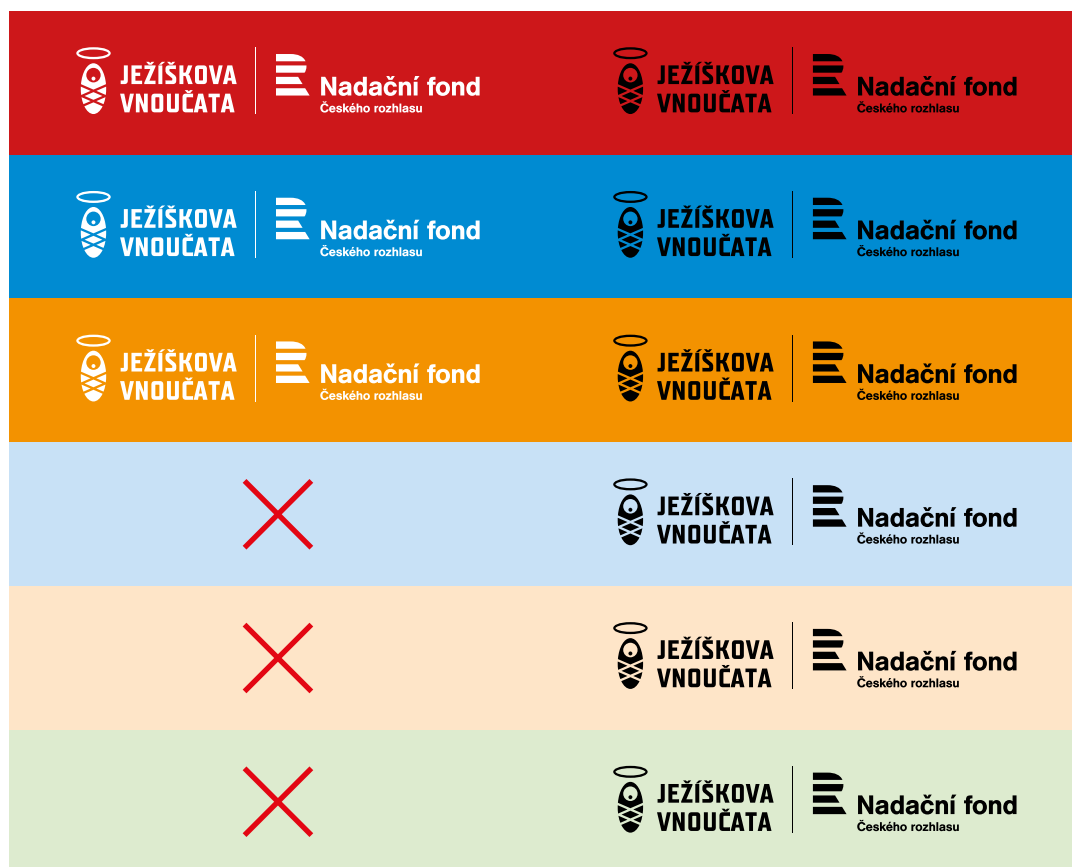 JEŽÍŠKOVA
VNOUČATA
Nadační fond
Českého rozhlasu
JEŽÍŠKOVA
VNOUČATA
Nadační fond
Českého rozhlasu
JEŽÍŠKOVA
VNOUČATA
Nadační fond
Českého rozhlasu
JEŽÍŠKOVA
VNOUČATA
Nadační fond
Českého rozhlasu
JEŽÍŠKOVA
VNOUČATA
Nadační fond
Českého rozhlasu
JEŽÍŠKOVA
VNOUČATA
Nadační fond
Českého rozhlasu
JEŽÍŠKOVA
VNOUČATA
Nadační fond
Českého rozhlasu
JEŽÍŠKOVA
VNOUČATA
Nadační fond
Českého rozhlasu
JEŽÍŠKOVA
VNOUČATA
Nadační fond
Českého rozhlasu